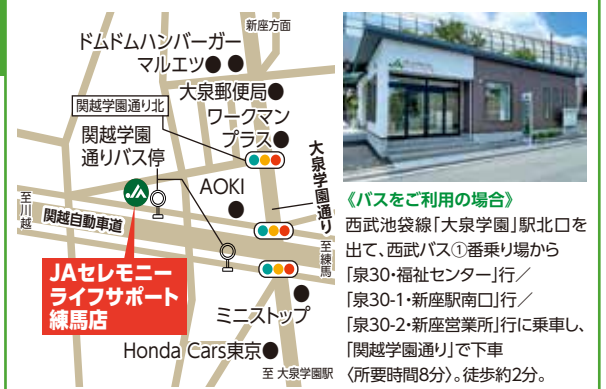 新座方面
ドムドムハンバーガー
マルエツ
大泉郵便局
ワークマン
プラス
関越学園通り北
関越学園
通りバス停
大泉学園通り
AOKI
至川越
関越自動車道
至練馬
JA
JAセレモニー
ライフサポート
練馬店
ミニストップ
Honda Cars東京
至 大泉学園駅
《バスをご利用の場合》
西武池袋線「大泉学園」駅北口を
出て、西武バス①番乗り場から
「泉30・福祉センター」行／
「泉30-1・新座駅南口」行／
「泉30-2・新座営業所」行に乗車し、
「関越学園通り」で下車
〈所要時間8分〉。徒歩約2分。